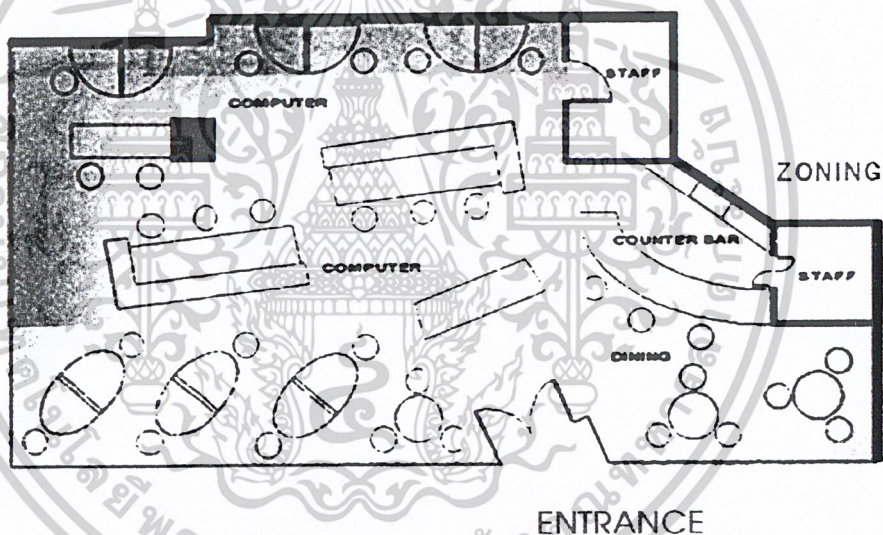 STAFF
COMPUTER
ZONING
COUNTER BAR
COMPUTER
STAFF
DINING
ENTRANCE